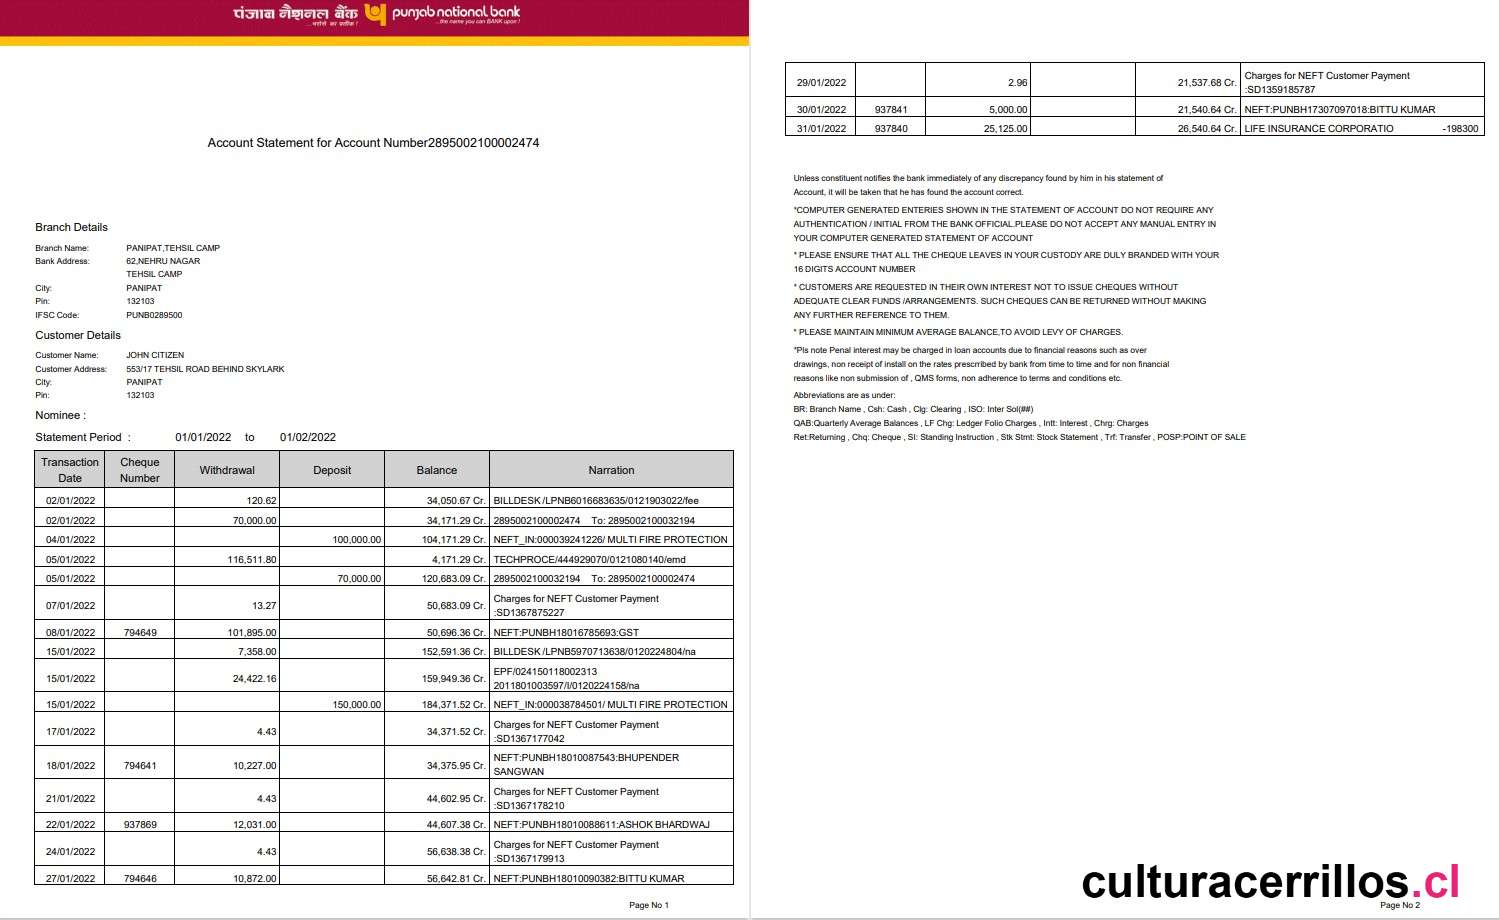 पंजाब नैशनल बैंक punjab national bank
...भरोसे का प्रतीक ! ...the name you can BANK upon !
Account Statement for Account Number2895002100002474
Branch Details
Branch Name: PANIPAT,TEHSIL CAMP
Bank Address: 62,NEHRU NAGAR
TEHSIL CAMP
City: PANIPAT
Pin: 132103
IFSC Code: PUNB0289500
Customer Details
Customer Name: JOHN CITIZEN
Customer Address: 553/17 TEHSIL ROAD BEHIND SKYLARK
City: PANIPAT
Pin: 132103
Nominee :
Statement Period : 01/01/2022 to 01/02/2022
Transaction Date Cheque Number Withdrawal Deposit Balance Narration
02/01/2022 120.62 34,050.67 Cr. BILLDESK/LPNB6016683635/0121903022/fee
02/01/2022 70,000.00 34,171.29 Cr. 2895002100002474 To: 2895002100032194
04/01/2022 100,000.00 104,171.29 Cr. NEFT_IN:000039241226/ MULTI FIRE PROTECTION
05/01/2022 116,511.80 4,171.29 Cr. TECHPROCE/444929070/0121080140/emd
05/01/2022 70,000.00 120,683.09 Cr. 2895002100032194 To: 2895002100002474
07/01/2022 13.27 50,683.09 Cr. Charges for NEFT Customer Payment
:SD1367875227
08/01/2022 794649 101,895.00 50,696.36 Cr. NEFT:PUNBH18016785693:GST
15/01/2022 7,358.00 152,591.36 Cr. BILLDESK/LPNB5970713638/0120224804/na
15/01/2022 24,422.16 159,949.36 Cr. EPF/024150118002313
2011801003597/I/0120224158/na
15/01/2022 150,000.00 184,371.52 Cr. NEFT_IN:000038784501/ MULTI FIRE PROTECTION
17/01/2022 4.43 34,371.52 Cr. Charges for NEFT Customer Payment
:SD1367177042
18/01/2022 794641 10,227.00 34,375.95 Cr. NEFT:PUNBH18010087543:BHUPENDER
SANGWAN
21/01/2022 4.43 44,602.95 Cr. Charges for NEFT Customer Payment
:SD1367178210
22/01/2022 937869 12,031.00 44,607.38 Cr. NEFT:PUNBH18010088611:ASHOK BHARDWAJ
24/01/2022 4.43 56,638.38 Cr. Charges for NEFT Customer Payment
:SD1367179913
27/01/2022 794646 10,872.00 56,642.81 Cr. NEFT:PUNBH18010090382:BITTU KUMAR
Page No 1
29/01/2022 2.96 21,537.68 Cr. Charges for NEFT Customer Payment
:SD1359185787
30/01/2022 937841 5,000.00 21,540.64 Cr. NEFT:PUNBH17307097018:BITTU KUMAR
31/01/2022 937840 25,125.00 26,540.64 Cr. LIFE INSURANCE CORPORATIO -198300
Unless constituent notifies the bank immediately of any discrepancy found by him in his statement of
Account, it will be taken that he has found the account correct.
*COMPUTER GENERATED ENTERIES SHOWN IN THE STATEMENT OF ACCOUNT DO NOT REQUIRE ANY
AUTHENTICATION / INITIAL FROM THE BANK OFFICIAL.PLEASE DO NOT ACCEPT ANY MANUAL ENTRY IN
YOUR COMPUTER GENERATED STATEMENT OF ACCOUNT
* PLEASE ENSURE THAT ALL THE CHEQUE LEAVES IN YOUR CUSTODY ARE DULY BRANDED WITH YOUR
16 DIGITS ACCOUNT NUMBER
* CUSTOMERS ARE REQUESTED IN THEIR OWN INTEREST NOT TO ISSUE CHEQUES WITHOUT
ADEQUATE CLEAR FUNDS /ARRANGEMENTS. SUCH CHEQUES CAN BE RETURNED WITHOUT MAKING
ANY FURTHER REFERENCE TO THEM.
* PLEASE MAINTAIN MINIMUM AVERAGE BALANCE,TO AVOID LEVY OF CHARGES.
*Pls note Penal interest may be charged in loan accounts due to financial reasons such as over
drawings, non receipt of install on the rates prescrribed by bank from time to time and for non financial
reasons like non submission of , QMS forms, non adherence to terms and conditions etc.
Abbreviations are as under:
BR: Branch Name , Csh: Cash , Clg: Clearing , ISO: Inter Sol(##)
QAB:Quarterly Average Balances , LF Chg: Ledger Folio Charges , Intt: Interest , Chrg: Charges
Ret:Returning , Chq: Cheque , SI: Standing Instruction , Stk Stmt: Stock Statement , Trf: Transfer , POSP:POINT OF SALE
culturacerrillos.cl
Page No 2